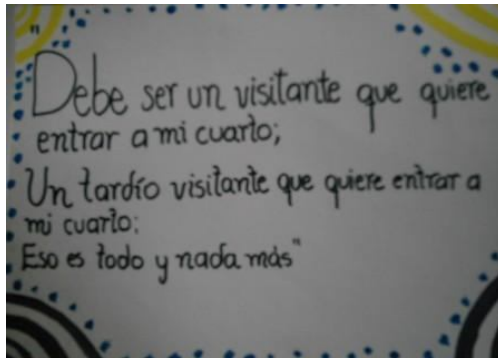 "
Debe ser un visitante que quiere
entrar a mi cuarto;
Un tardío visitante que quiere entrar a
mi cuarto:
Eso es todo y nada más"